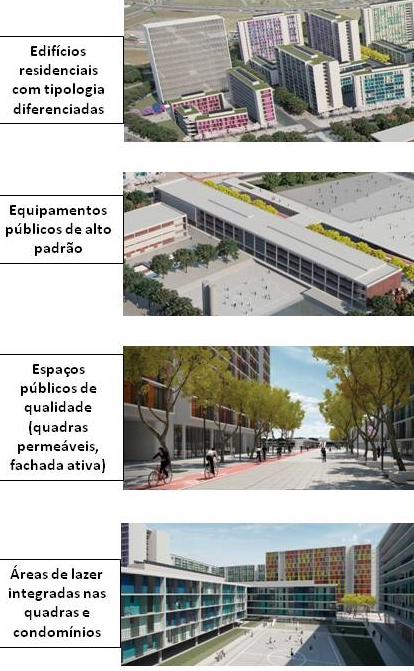 Edifícios
residenciais
com tipologia
diferenciadas
Equipamentos
públicos de alto
padrão
Espaços
públicos de
qualidade
(quadras
permeáveis,
fachada ativa)
Áreas de lazer
integradas nas
quadras e
condomínios